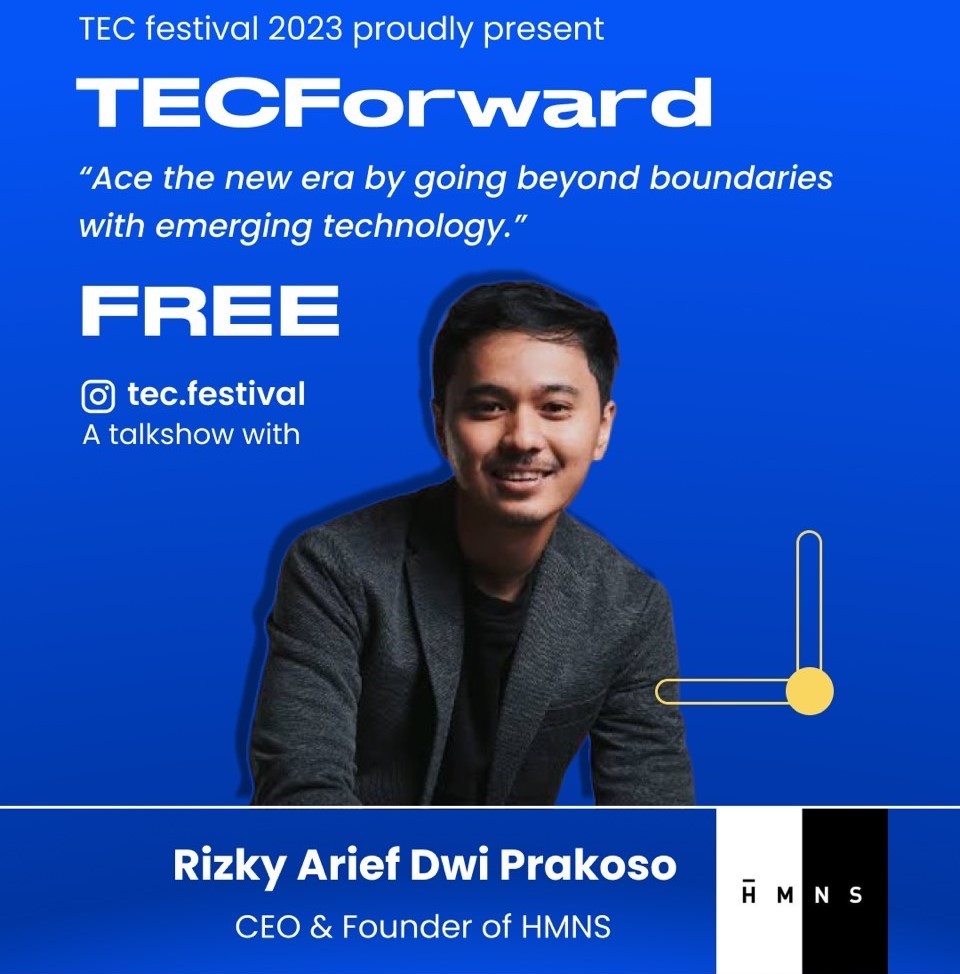 TEC festival 2023 proudly present
TECForward
“Ace the new era by going beyond boundaries
with emerging technology.”
FREE
tec.festival
A talkshow with
Rizky Arief Dwi Prakoso
CEO & Founder of HMNS
H̄ M N S